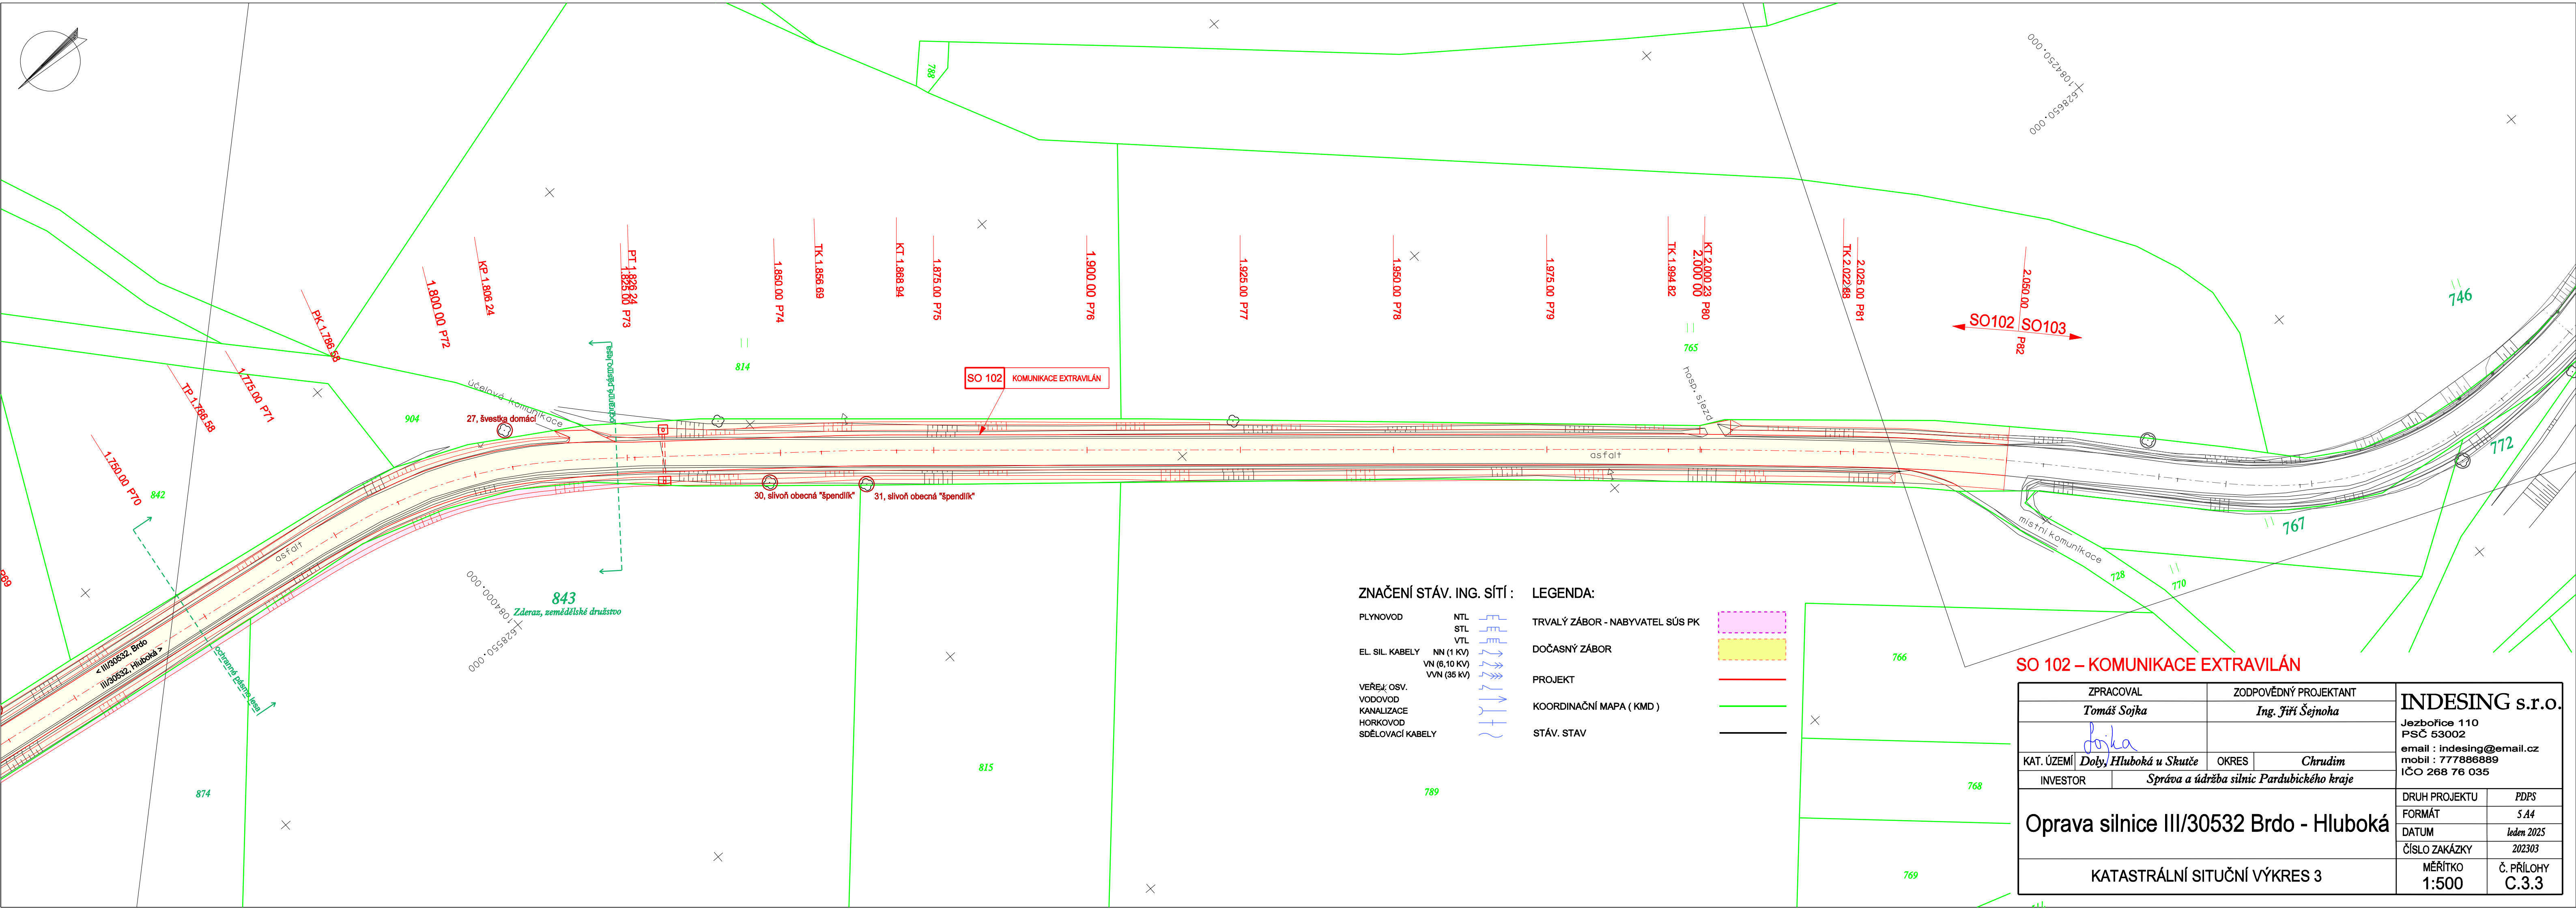 788
1084250.000
628650.000
PK 1.786.58
1.800.00 P72
KP 1.806.24
PT 1.826.24
1.825.00 P73
1.850.00 P74
TK 1.856.69
KT 1.868.94
1.875.00 P75
1.900.00 P76
1.925.00 P77
1.950.00 P78
1.975.00 P79
TK 1.994.82
KT 2.000.23
2.000.00 P80
TK 2.022.68
2.025.00 P81
2.050.00 P82
SO102 SO103
746
TP 1.766.58
1.775.00 P71
1.750.00 P70
P69
904
842
účelová komunikace
27, švestka domácí
ochranné pásmo lesa
814
SO 102 KOMUNIKACE EXTRAVILÁN
765
hosp. sjezd
asfalt
asfalt
30, slivoň obecná "špendlík"
31, slivoň obecná "špendlík"
772
767
místní komunikace
728
770
843
Zderaz, zemědělské družstvo
1084000.000
628550.000
< III/30532, Brdo
III/30532, Hluboká >
ochranné pásmo lesa
874
815
789
766
768
769
ZNAČENÍ STÁV. ING. SÍTÍ :
PLYNOVOD NTL
STL
VTL
EL. SIL. KABELY NN (1 KV)
VN (6,10 KV)
VVN (35 kV)
VEŘEJ. OSV.
VODOVOD
KANALIZACE
HORKOVOD
SDĚLOVACÍ KABELY
LEGENDA:
TRVALÝ ZÁBOR - NABYVATEL SÚS PK
DOČASNÝ ZÁBOR
PROJEKT
KOORDINAČNÍ MAPA ( KMD )
STÁV. STAV
SO 102 – KOMUNIKACE EXTRAVILÁN
ZPRACOVAL
ZODPOVĚDNÝ PROJEKTANT
Tomáš Sojka
Ing. Jiří Šejnoha
Sojka
KAT. ÚZEMÍ Doly, Hluboká u Skutče OKRES Chrudim
INVESTOR Správa a údržba silnic Pardubického kraje
INDESING s.r.o.
Jezbořice 110
PSČ 53002
email : indesing@email.cz
mobil : 777886889
IČO 268 76 035
Oprava silnice III/30532 Brdo - Hluboká
DRUH PROJEKTU PDPS
FORMÁT 5 A4
DATUM leden 2025
ČÍSLO ZAKÁZKY 202303
KATASTRÁLNÍ SITUČNÍ VÝKRES 3
MĚŘÍTKO
1:500
Č. PŘÍLOHY
C.3.3